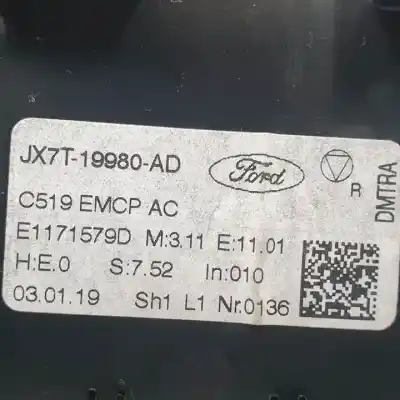 JX7T-19980-AD
Ford
R
DMTRA
C519 EMCP AC
E1171579D M:3.11 E:11.01
H:E.0 S:7.52 In:010
03.01.19 Sh1 L1 Nr.0136